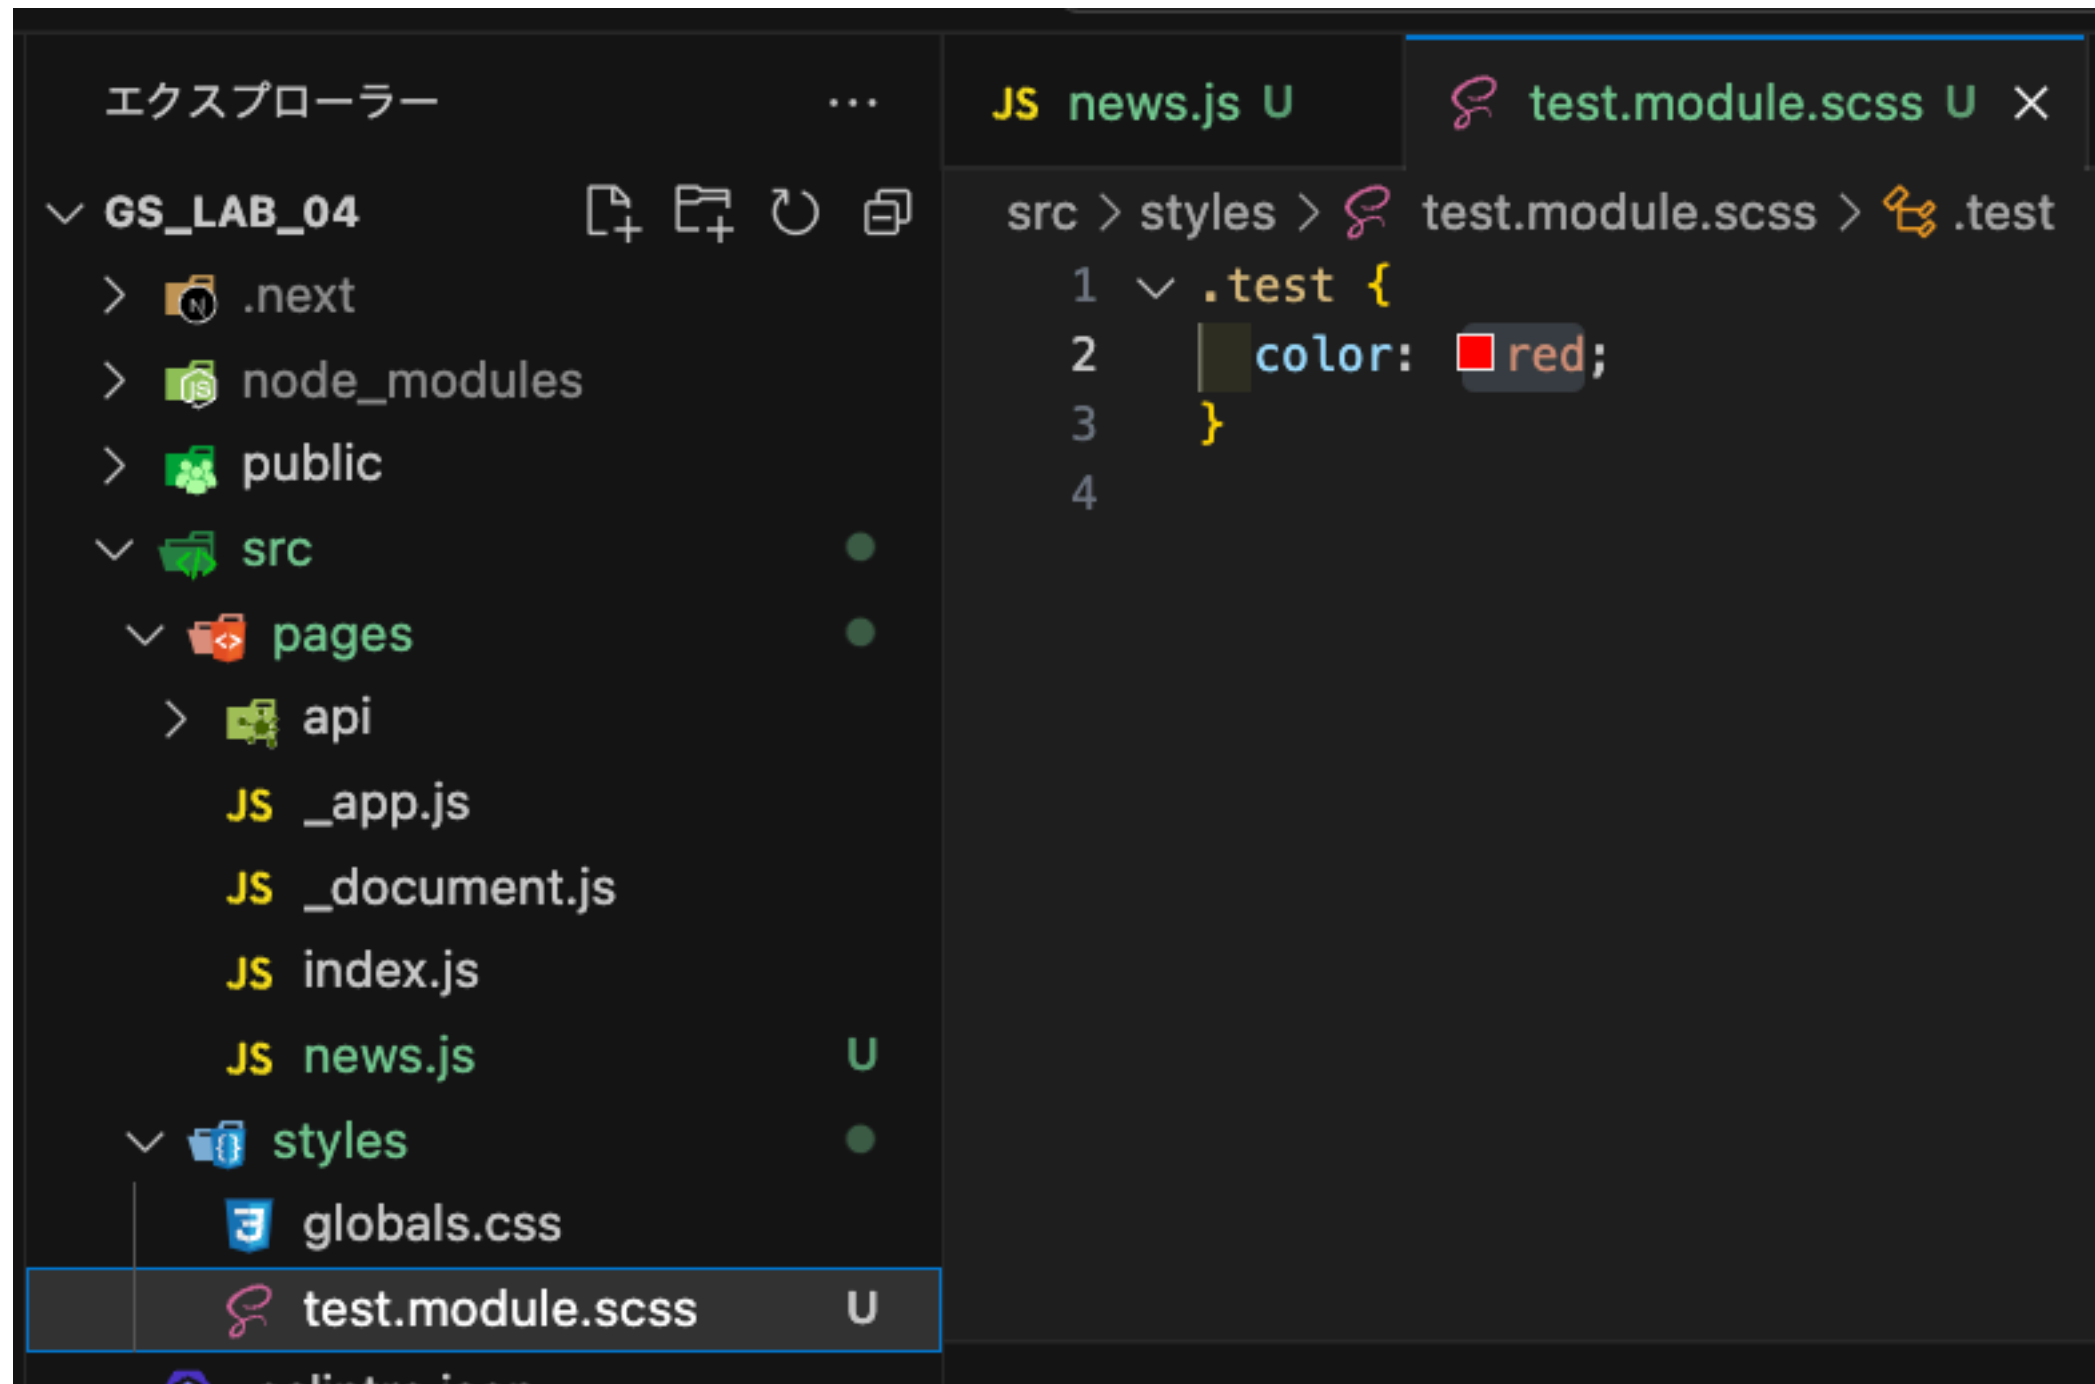 エクスプローラー ...
GS_LAB_04
.next
node_modules
public
src
pages
api
JS _app.js
JS _document.js
JS index.js
JS news.js U
styles
globals.css
test.module.scss U
JS news.js U test.module.scss U
src > styles > test.module.scss > .test
1 .test {
2 color: red;
3 }
4